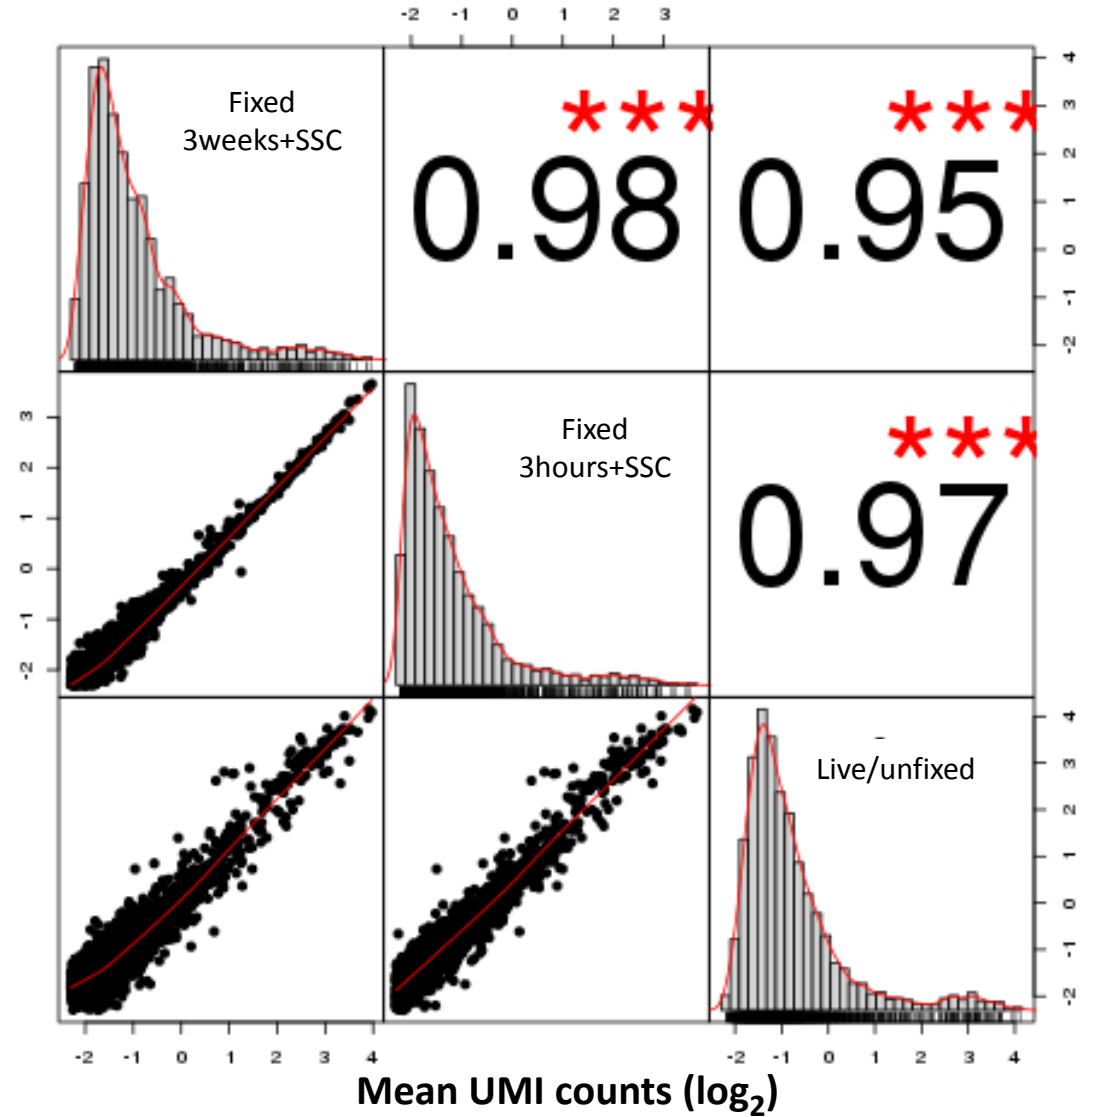 -2 -1 0 1 2 3
Fixed
3weeks+SSC
***
0.98
***
0.95
4
3
2
1
0
-1
-2
3
2
1
0
-1
-2
Fixed
3hours+SSC
***
0.97
Live/unfixed
4
3
2
1
0
-1
-2
-2 -1 0 1 2 3 4
-2 -1 0 1 2 3 4
Mean UMI counts (log2)